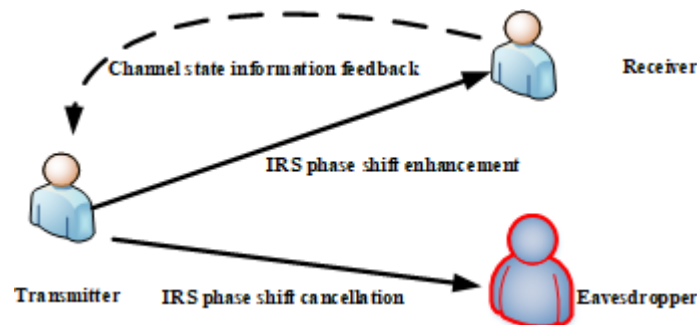 Channel state information feedback
Receiver
IRS phase shift enhancement
Transmitter
IRS phase shift cancellation
Eavesdropper